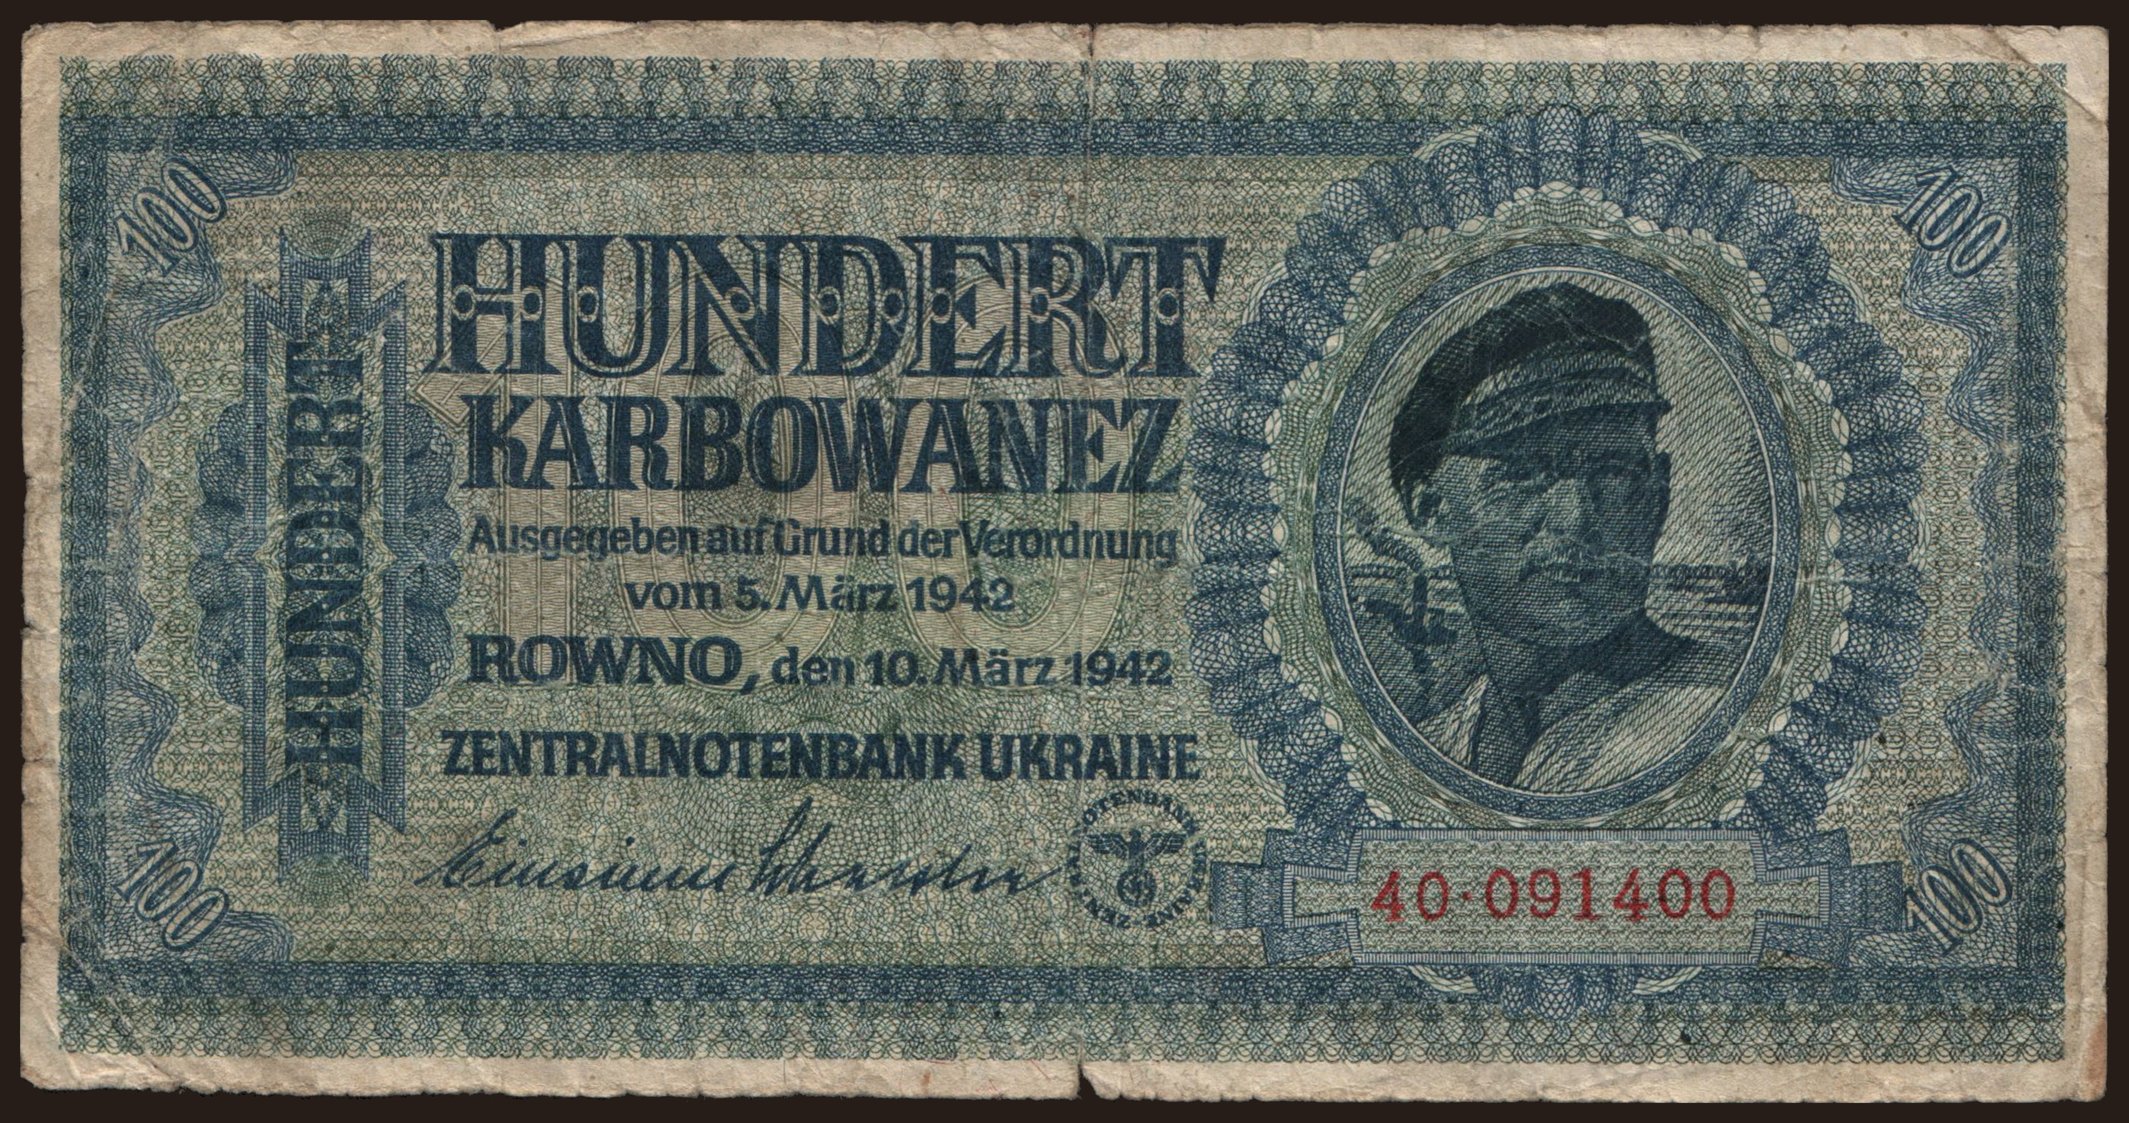 100
100
HUNDERT
HUNDERT
KARBOWANEZ
Ausgegeben auf Grund der Verordnung
vom 5. März 1942
ROWNO, den 10. März 1942
ZENTRALNOTENBANK UKRAINE
40·091400
100
100
100